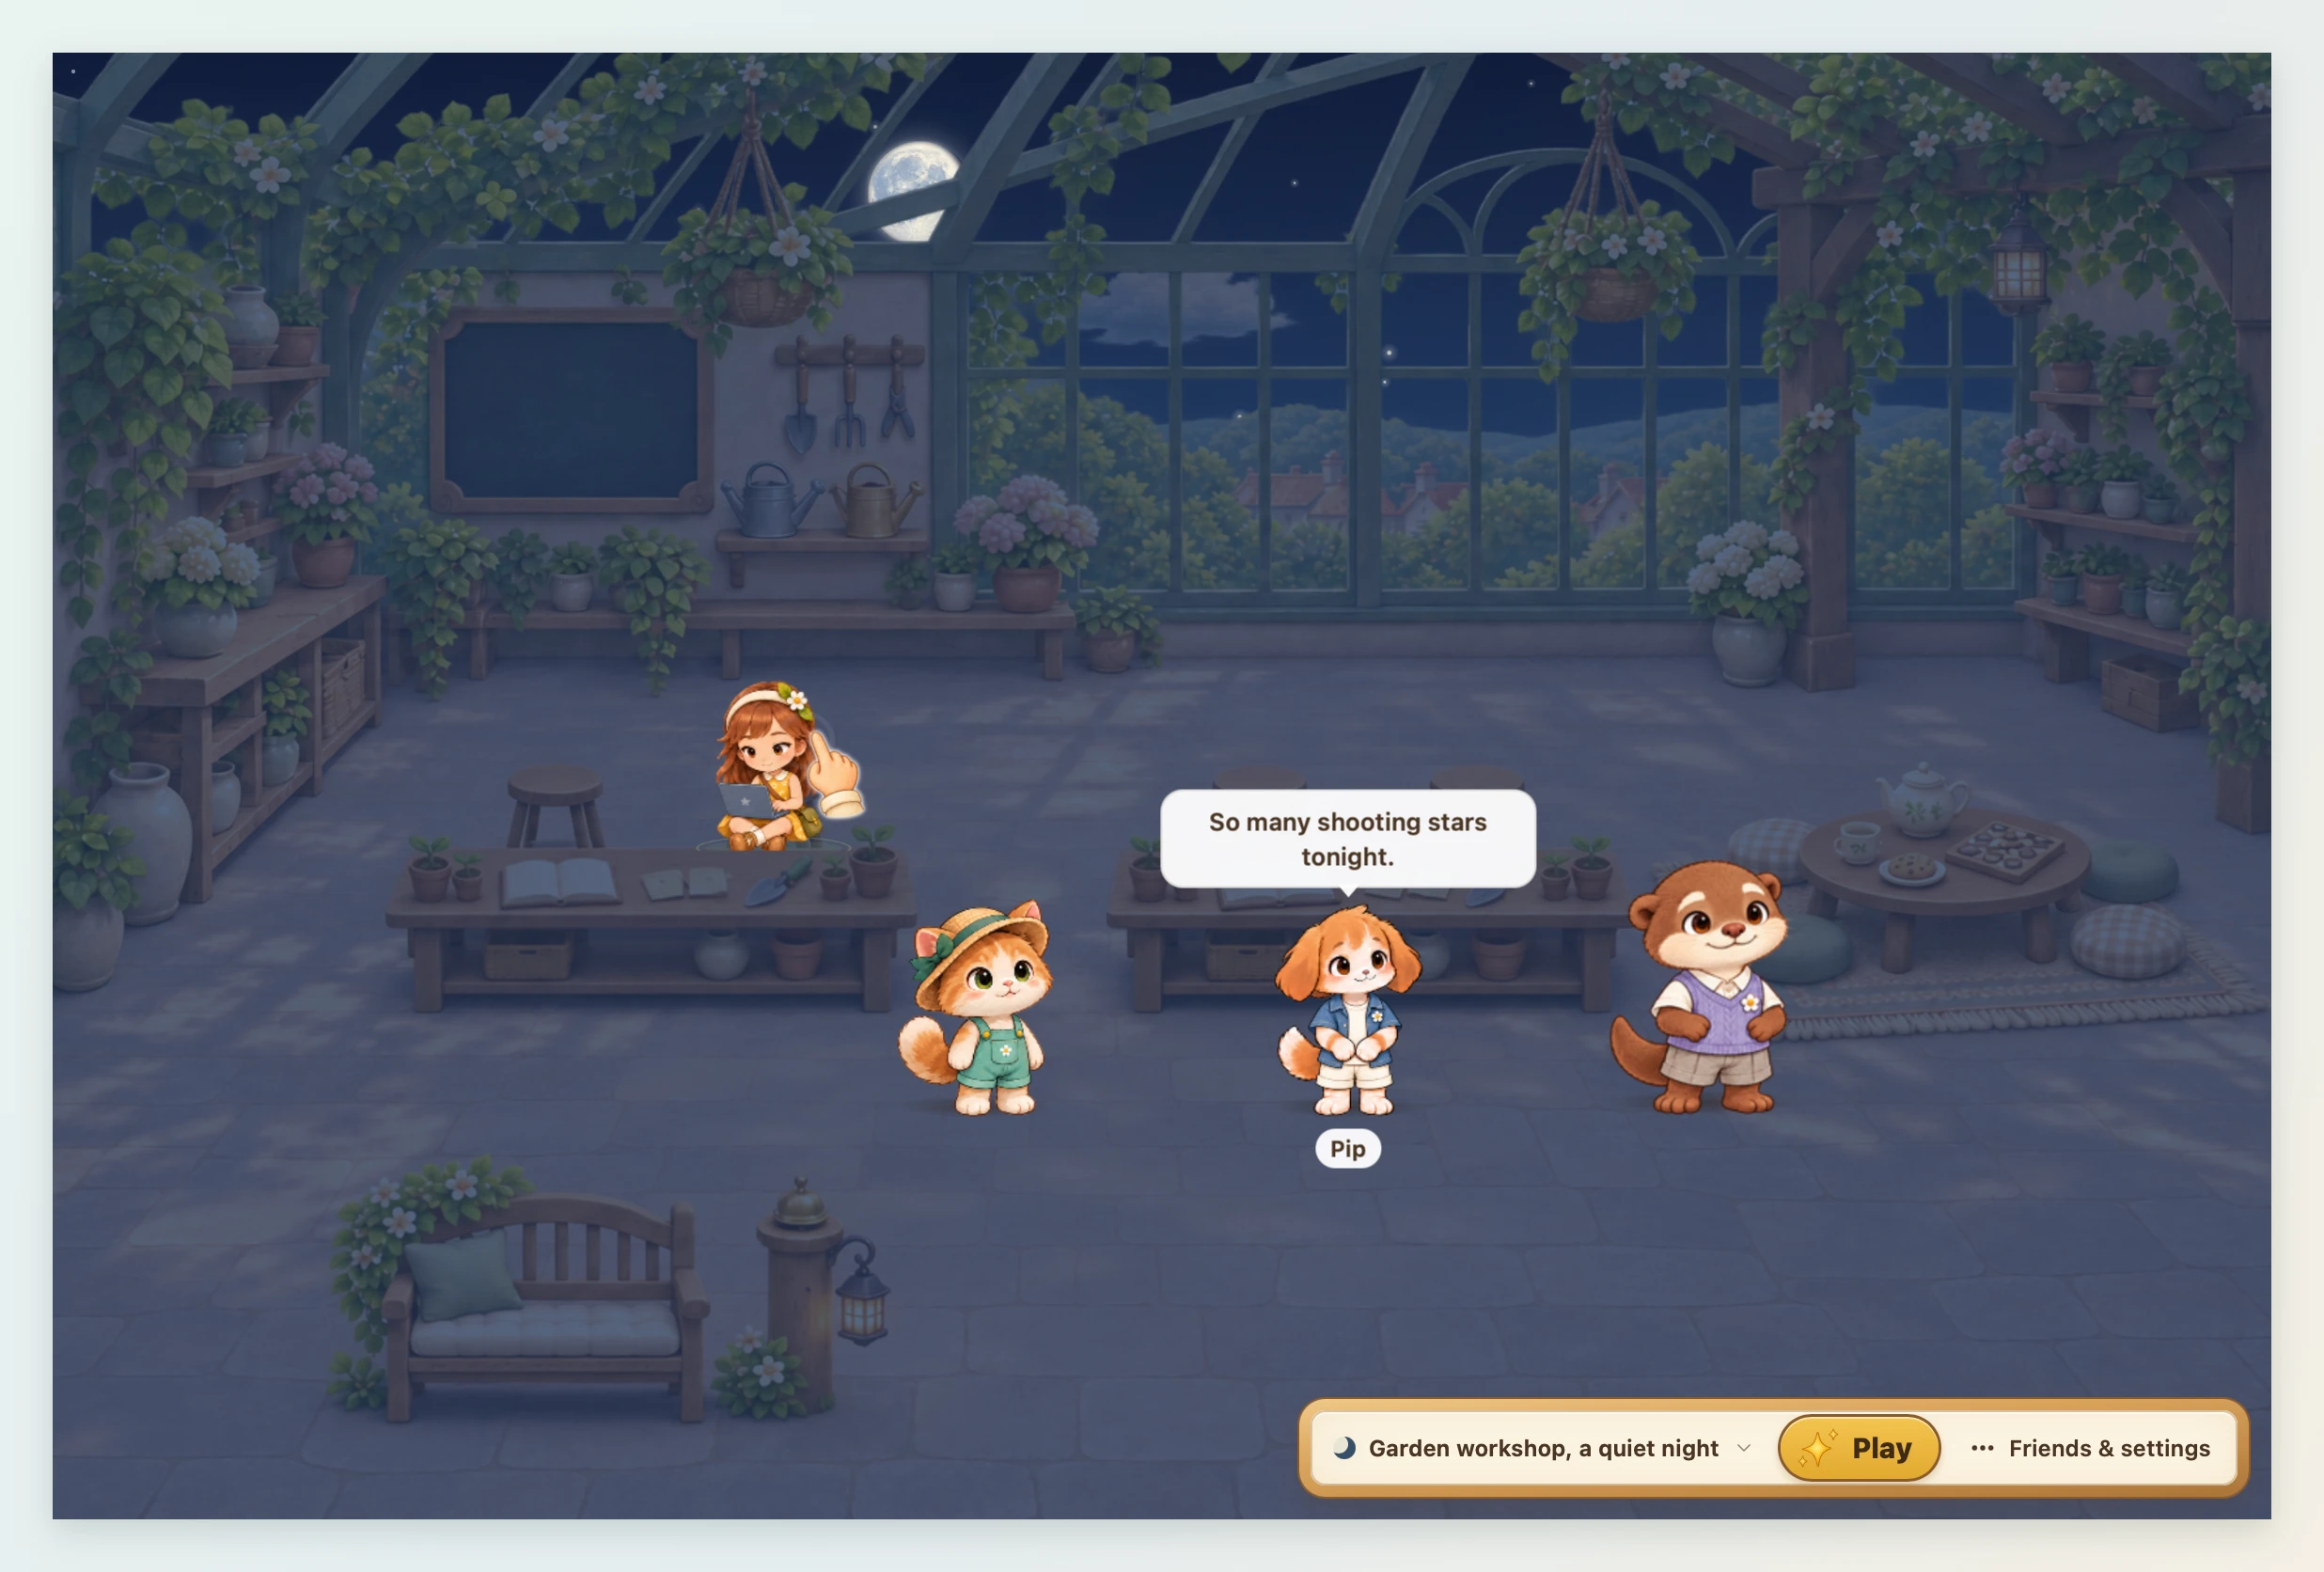 So many shooting stars
tonight.
Pip
Garden workshop, a quiet night
Play
Friends & settings